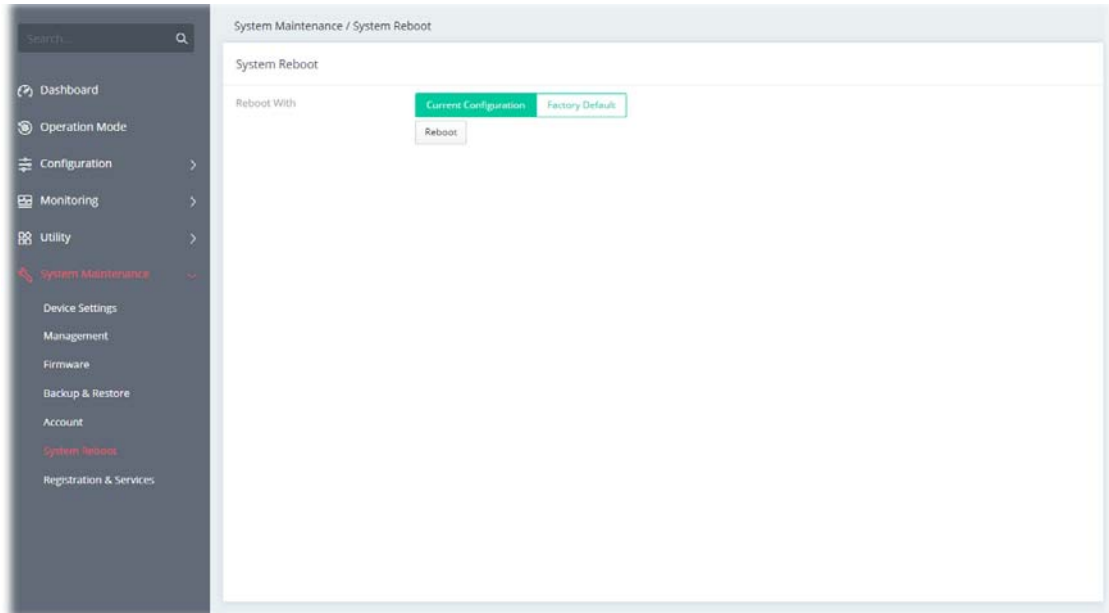 Search...
Dashboard
Operation Mode
Configuration
Monitoring
Utility
System Maintenance
Device Settings
Management
Firmware
Backup & Restore
Account
System Reboot
Registration & Services
System Maintenance / System Reboot
System Reboot
Reboot With
Current Configuration Factory Default
Reboot